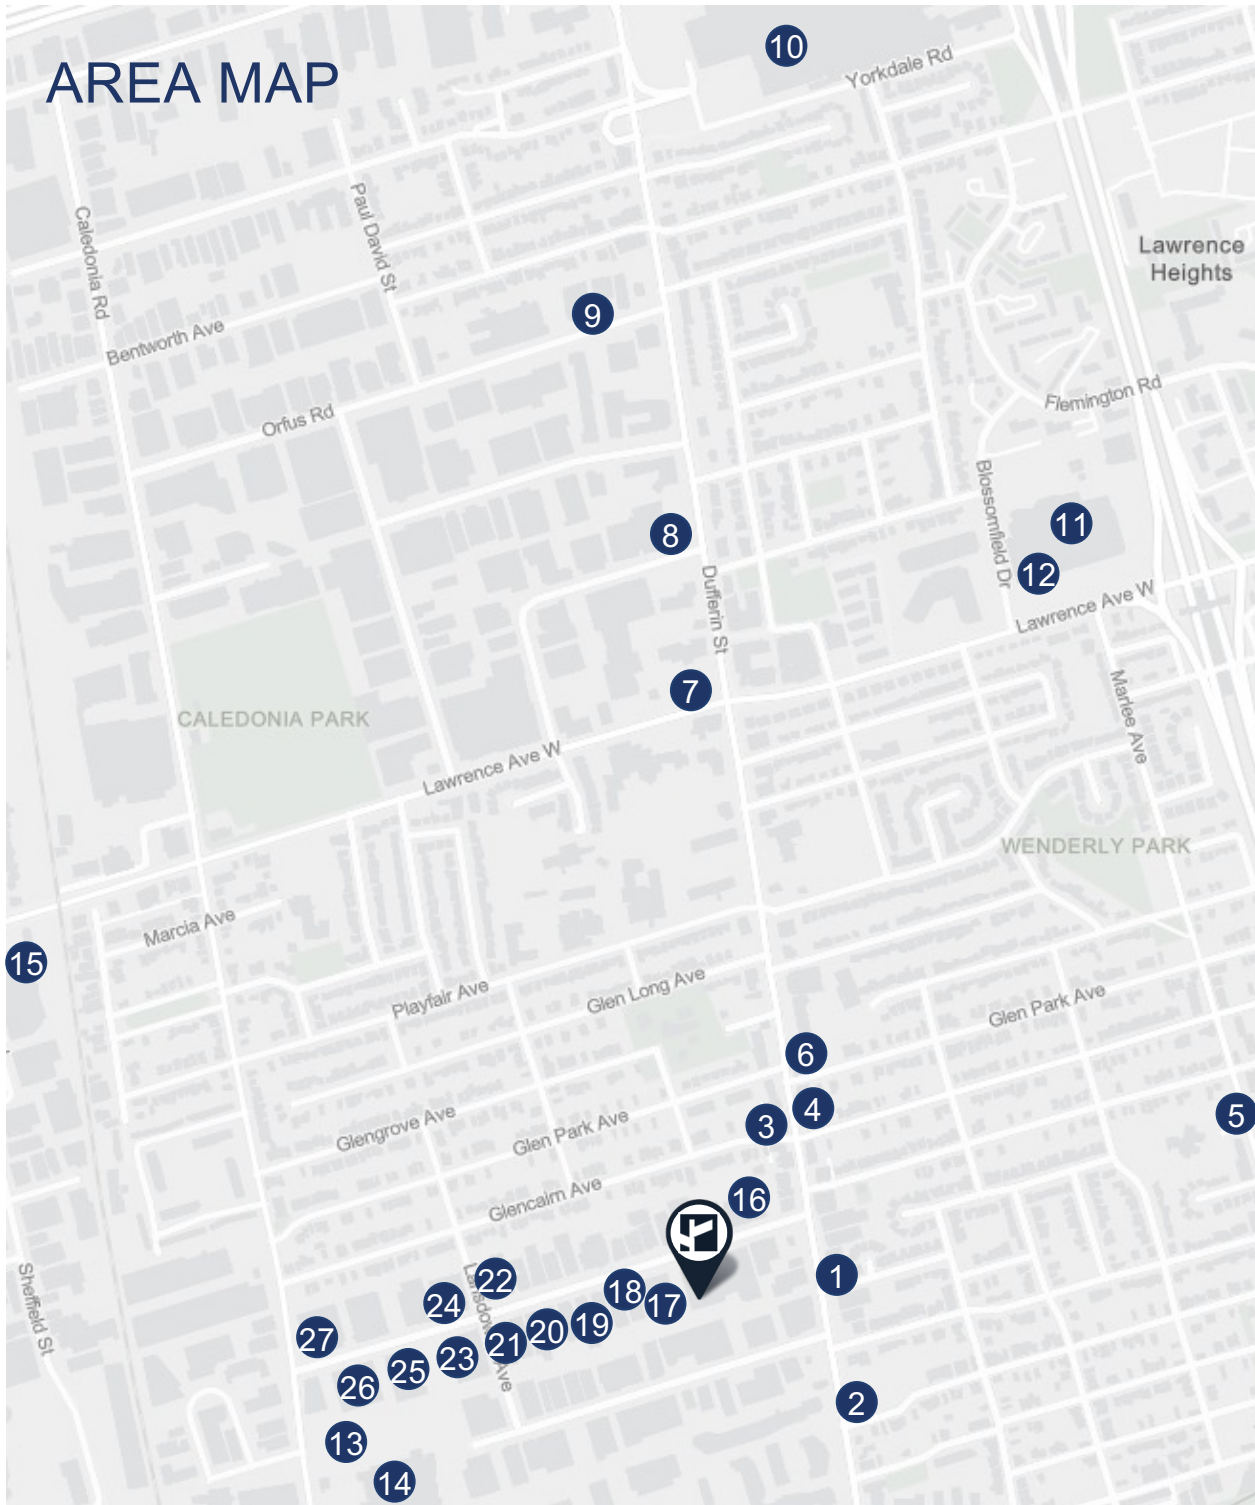 AREA MAP
10
Yorkdale Rd
Caledonia Rd
Paul David St
Lawrence
Heights
9
Bentworth Ave
Orfus Rd
Flemington Rd
Blossomfield Dr
8
11
12
Dufferin St
Lawrence Ave W
7
CALEDONIA PARK
Marlee Ave
Lawrence Ave W
WENDERLY PARK
Marcia Ave
15
Playfair Ave
Glen Long Ave
Glen Park Ave
6
4
5
3
Glengrove Ave
Glen Park Ave
Glencairn Ave
16
Sheffield St
1
22
18
17
24
Lansdowne Ave
19
20
21
27
23
25
26
2
13
14